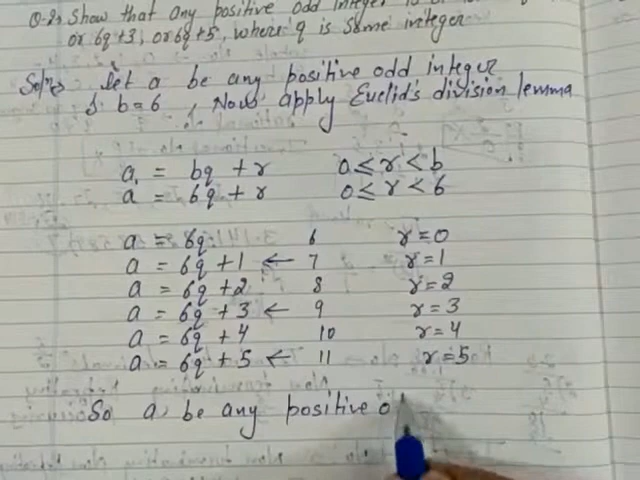 Q.2. Show that any positive odd integer is of
or 6q+3, or 6q+5, where q is some integer
Soln:→ let a be any positive odd integer
& b=6 , Now apply Euclid's division lemma
a = bq + r 0 ≤ r < b
a = 6q + r 0 ≤ r < 6
a = 6q 6 r=0
a = 6q +1 ← 7 r=1
a = 6q +2 8 r=2
a = 6q +3 ← 9 r=3
a = 6q +4 10 r=4
a = 6q +5 ← 11 r=5
So a be any positive o